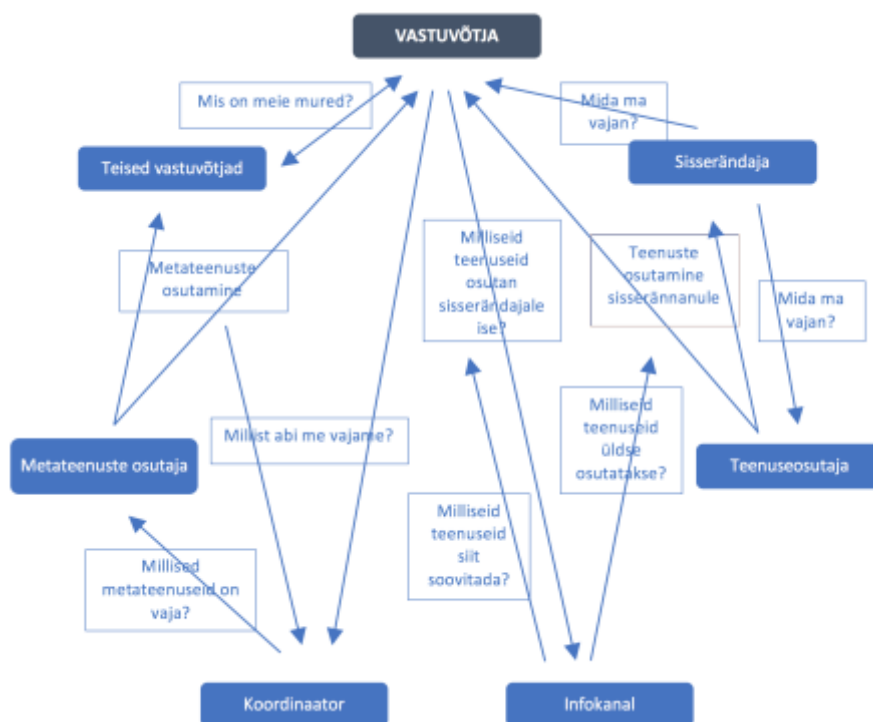 VASTUVÕTJA
Mis on meie mured?
Mida ma
vajan?
Teised vastuvõtjad
Sisserändaja
Metateenuste
osutamine
Milliseid
teenuseid
osutan
sisserändajale
ise?
Teenuste
osutamine
sisserännanule
Mida ma
vajan?
Millist abi me vajame?
Milliseid
teenuseid
üldse
osutatakse?
Metateenuste osutaja
Teenuseosutaja
Milliseid
teenuseid
siit
soovitada?
Millised
metateenuseid on
vaja?
Koordinaator
Infokanal